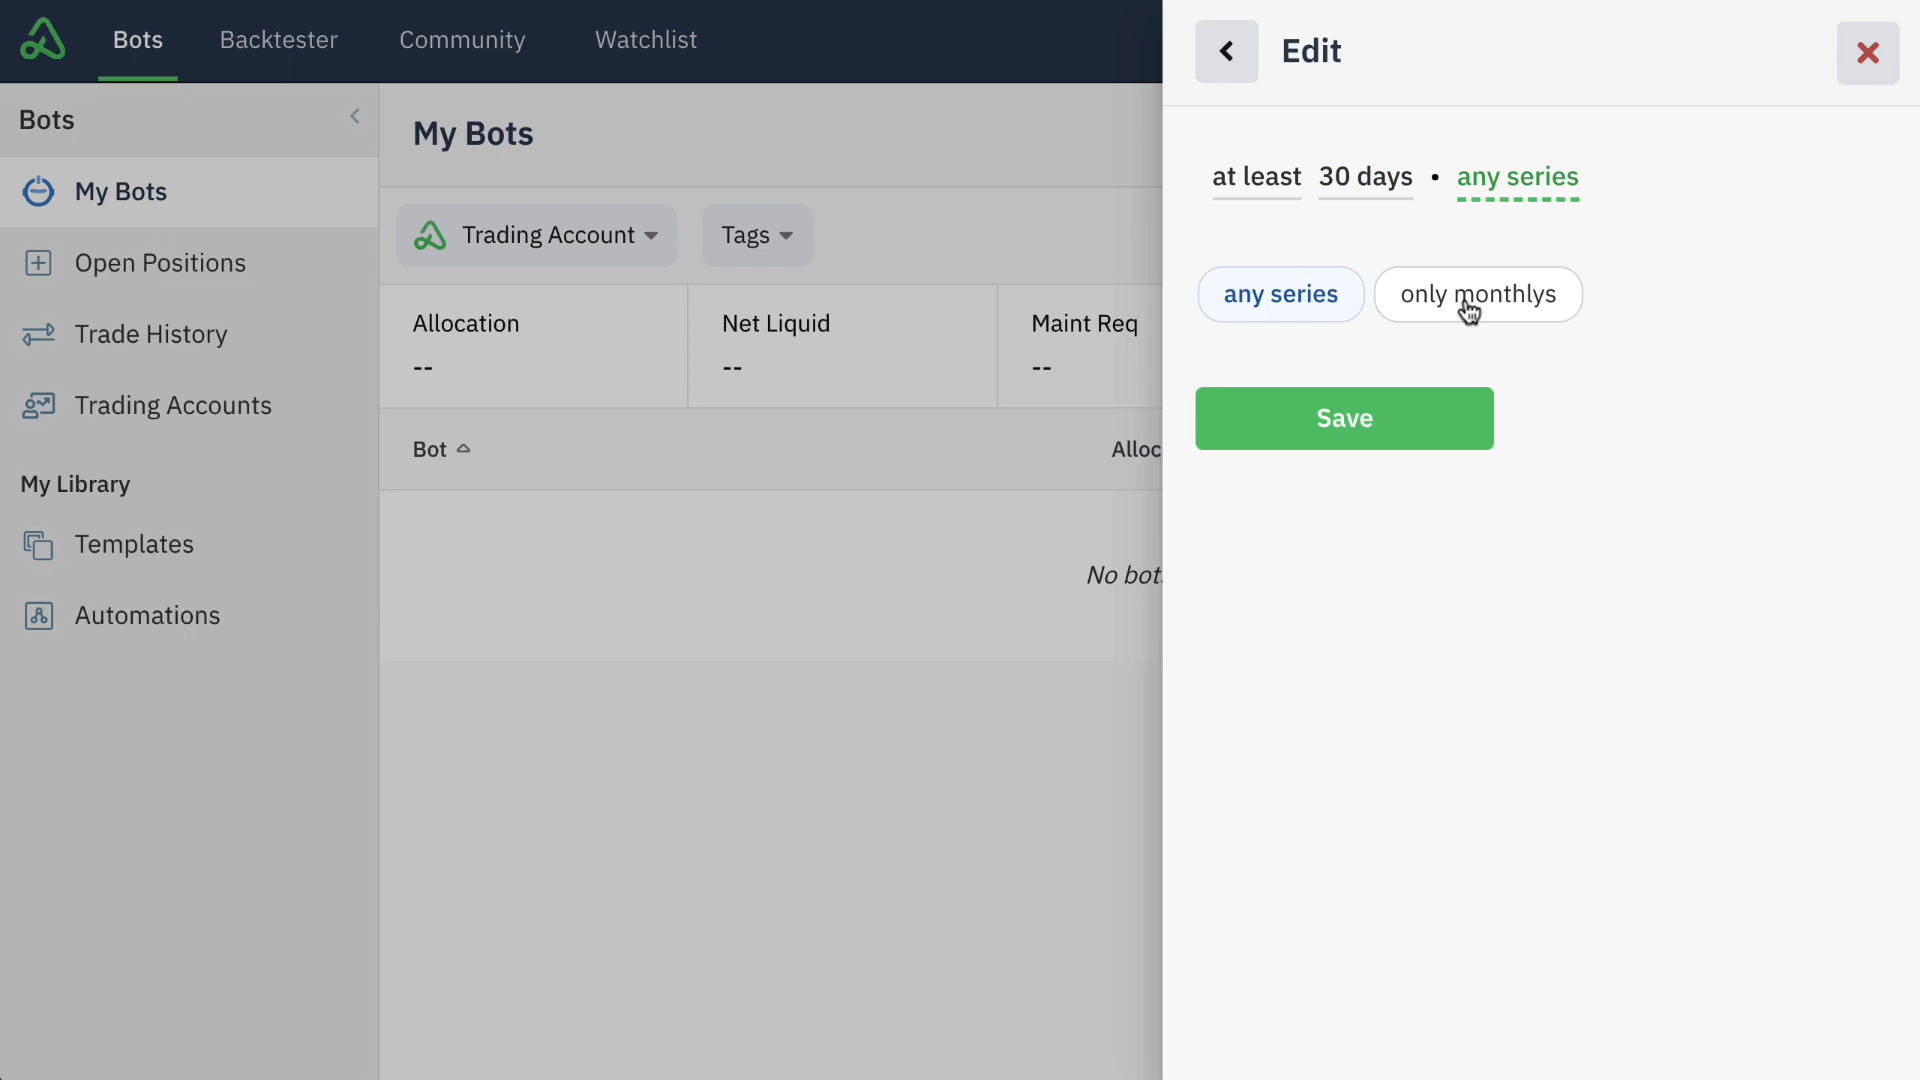 Bots Backtester Community Watchlist
Bots
My Bots
Open Positions
Trade History
Trading Accounts
My Library
Templates
Automations
My Bots
Trading Account Tags
Allocation Net Liquid Maint Req
-- -- --
Bot Alloc
No bots
Edit
at least 30 days • any series
any series only monthlys
Save